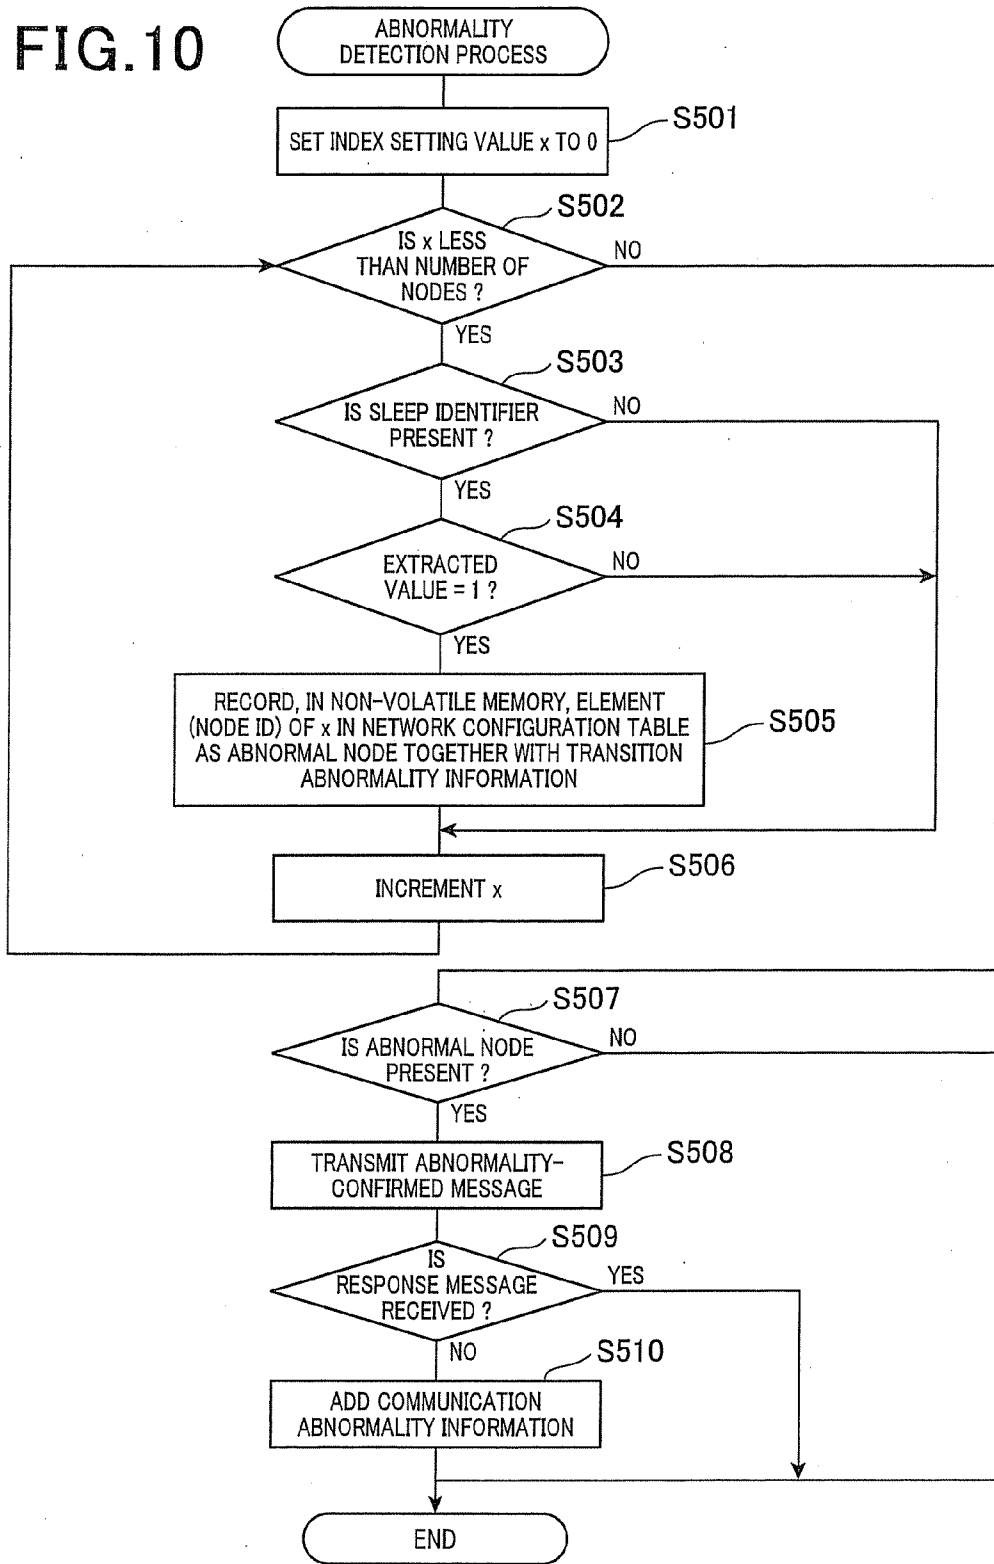 FIG.10
ABNORMALITY
DETECTION PROCESS
SET INDEX SETTING VALUE x TO 0
S501
IS x LESS
THAN NUMBER OF
NODES ?
S502
NO
YES
IS SLEEP IDENTIFIER
PRESENT ?
S503
NO
YES
EXTRACTED
VALUE = 1 ?
S504
NO
YES
RECORD, IN NON-VOLATILE MEMORY, ELEMENT
(NODE ID) OF x IN NETWORK CONFIGURATION TABLE
AS ABNORMAL NODE TOGETHER WITH TRANSITION
ABNORMALITY INFORMATION
S505
INCREMENT x
S506
IS ABNORMAL NODE
PRESENT ?
S507
NO
YES
TRANSMIT ABNORMALITY-
CONFIRMED MESSAGE
S508
IS
RESPONSE MESSAGE
RECEIVED ?
S509
YES
NO
ADD COMMUNICATION
ABNORMALITY INFORMATION
S510
END